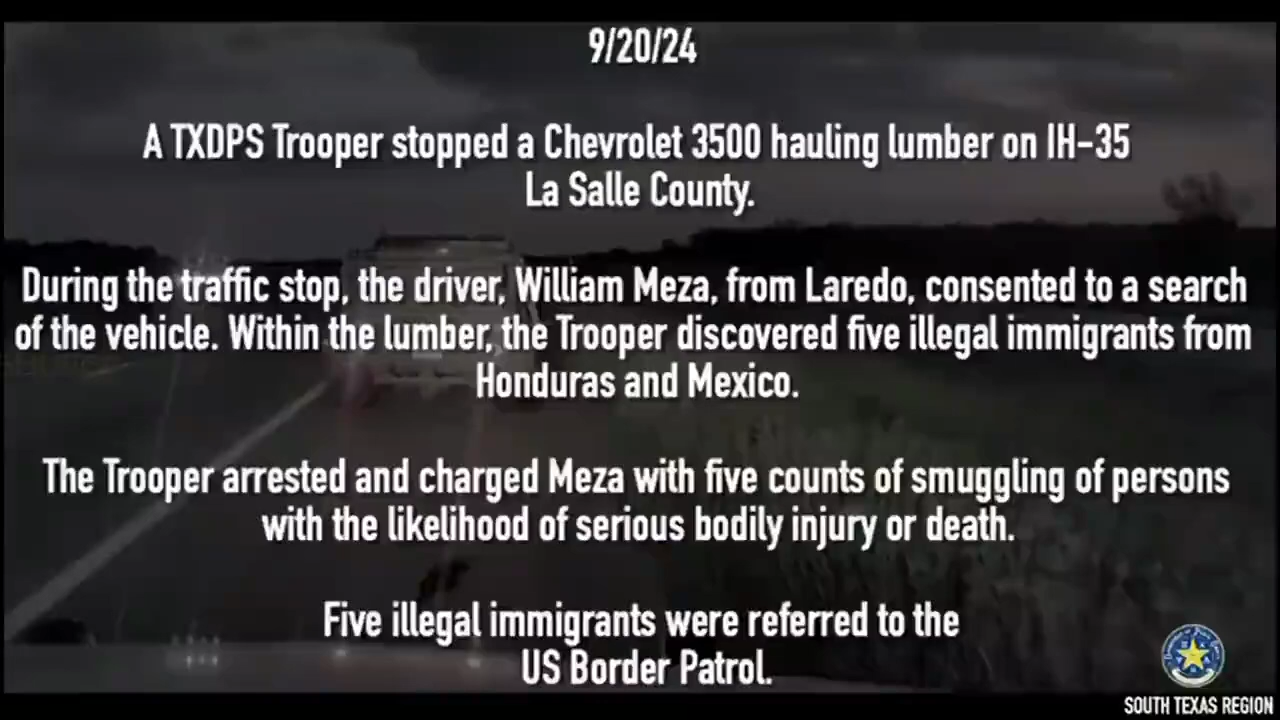 9/20/24
A TXDPS Trooper stopped a Chevrolet 3500 hauling lumber on IH-35
La Salle County.
During the traffic stop, the driver, William Meza, from Laredo, consented to a search
of the vehicle. Within the lumber, the Trooper discovered five illegal immigrants from
Honduras and Mexico.
The Trooper arrested and charged Meza with five counts of smuggling of persons
with the likelihood of serious bodily injury or death.
Five illegal immigrants were referred to the
US Border Patrol.
SOUTH TEXAS REGION